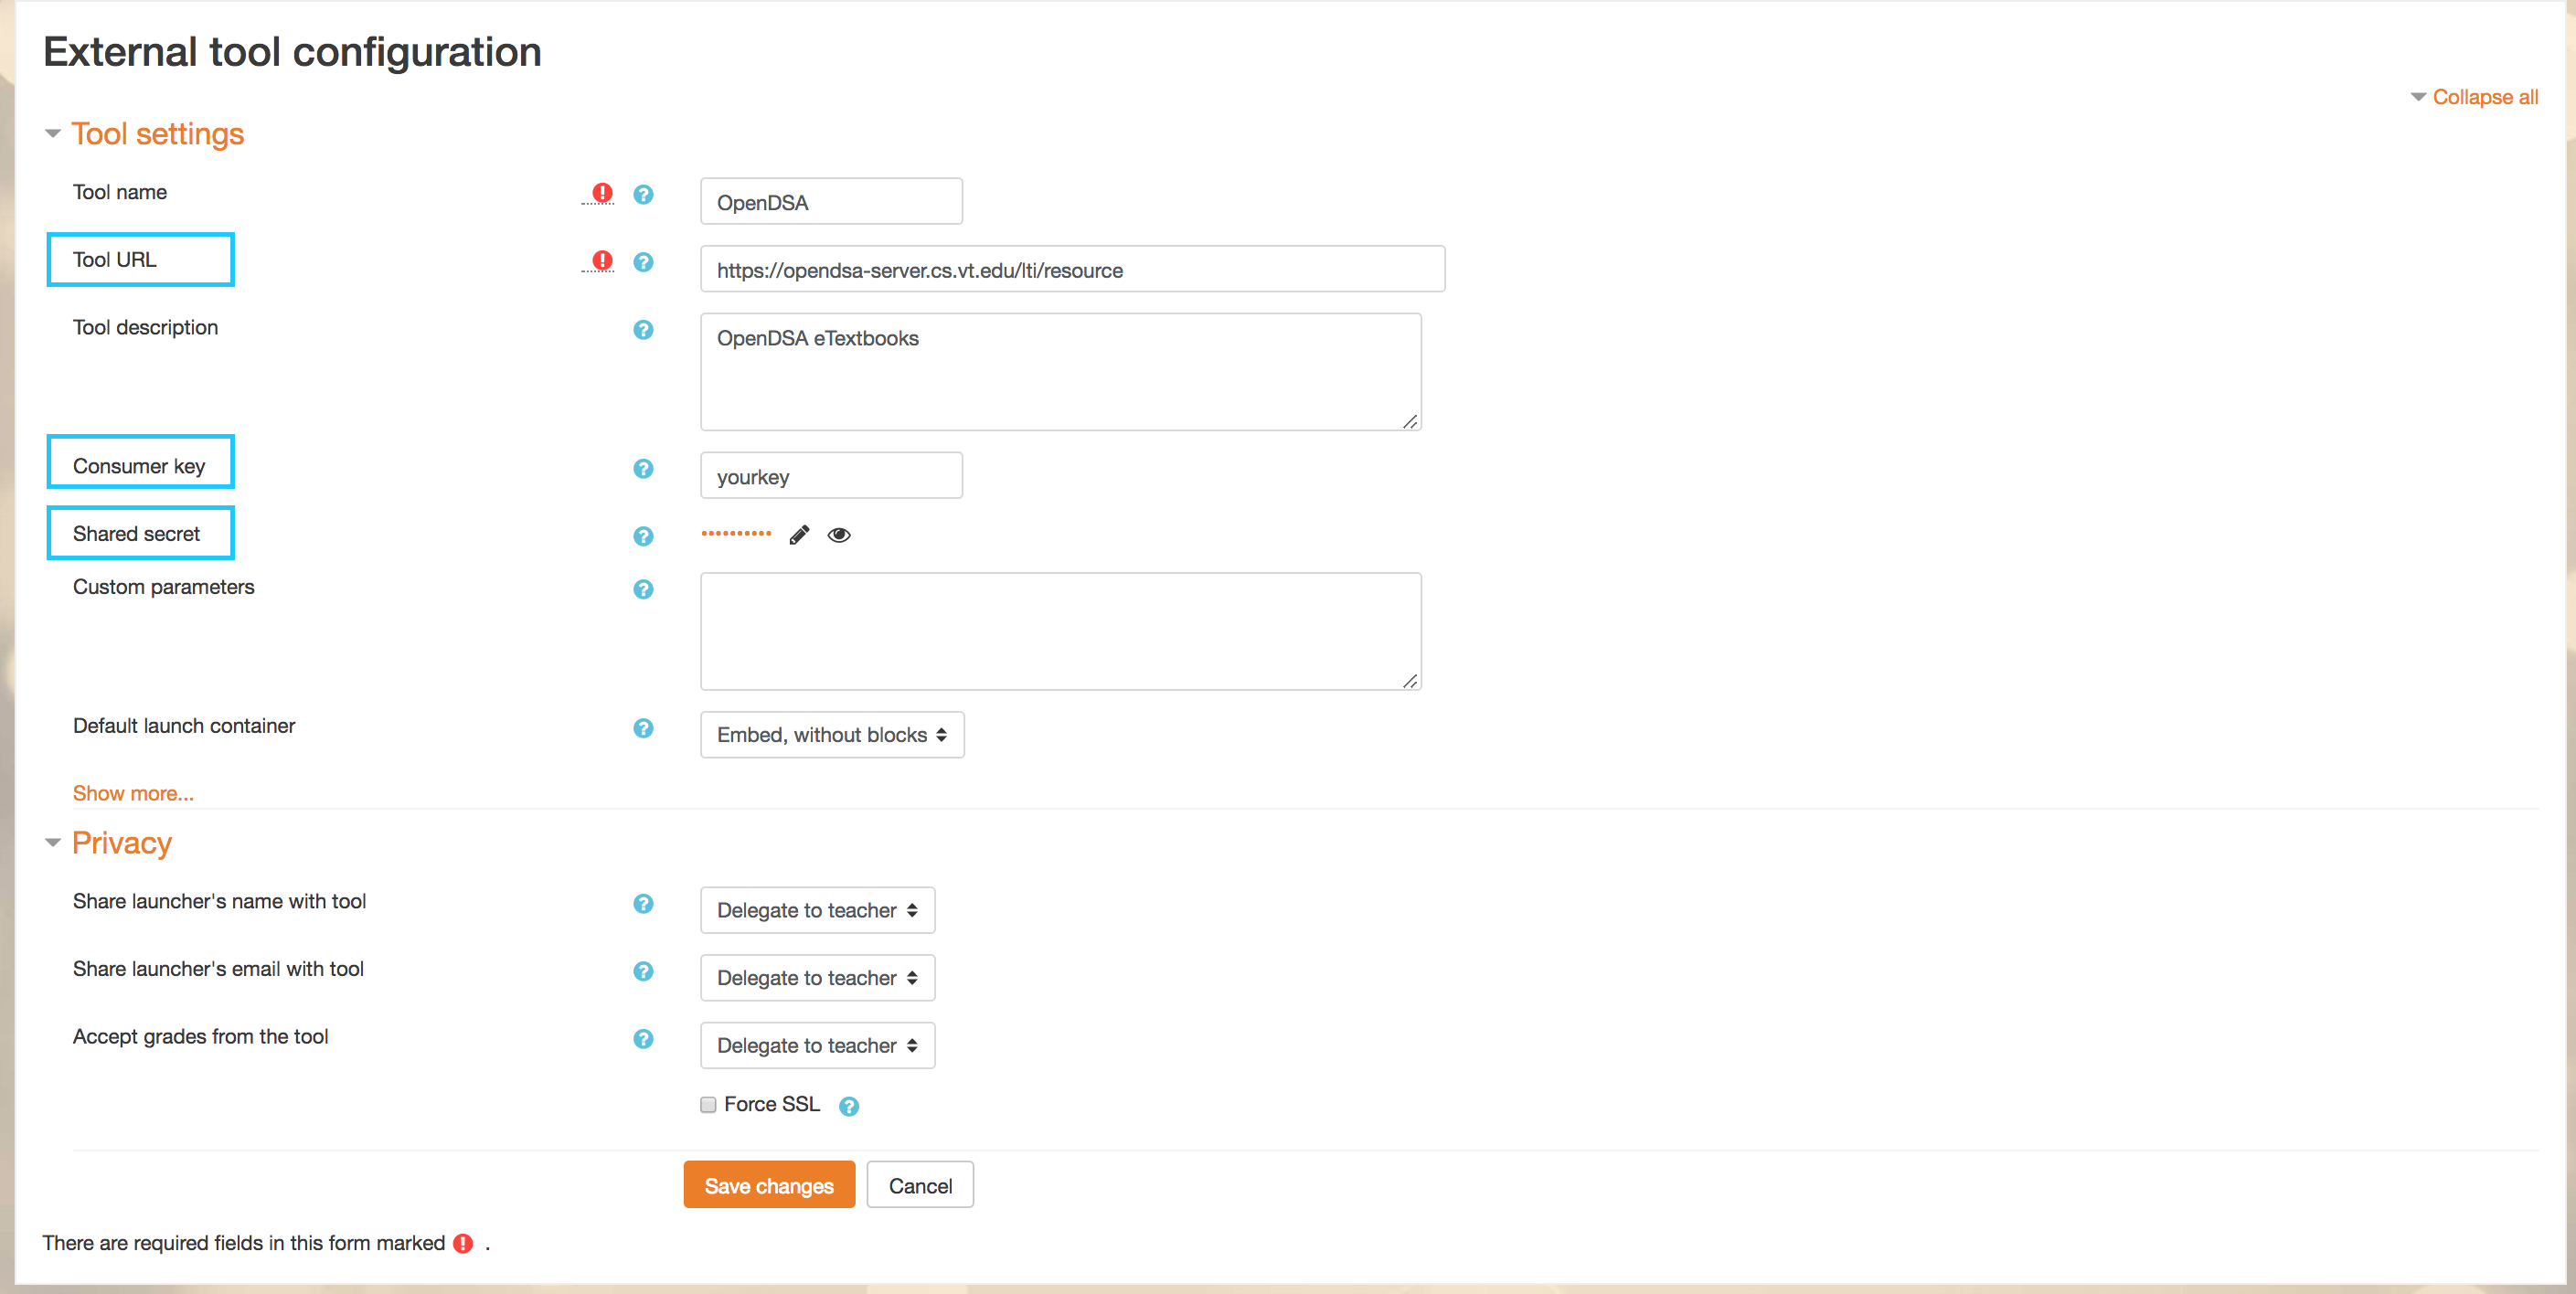 External tool configuration
Collapse all
Tool settings
Tool name
OpenDSA
Tool URL
https://opendsa-server.cs.vt.edu/lti/resource
Tool description
OpenDSA eTextbooks
Consumer key
yourkey
Shared secret
Custom parameters
Default launch container
Embed, without blocks
Show more...
Privacy
Share launcher's name with tool
Delegate to teacher
Share launcher's email with tool
Delegate to teacher
Accept grades from the tool
Delegate to teacher
Force SSL
Save changes
Cancel
There are required fields in this form marked .